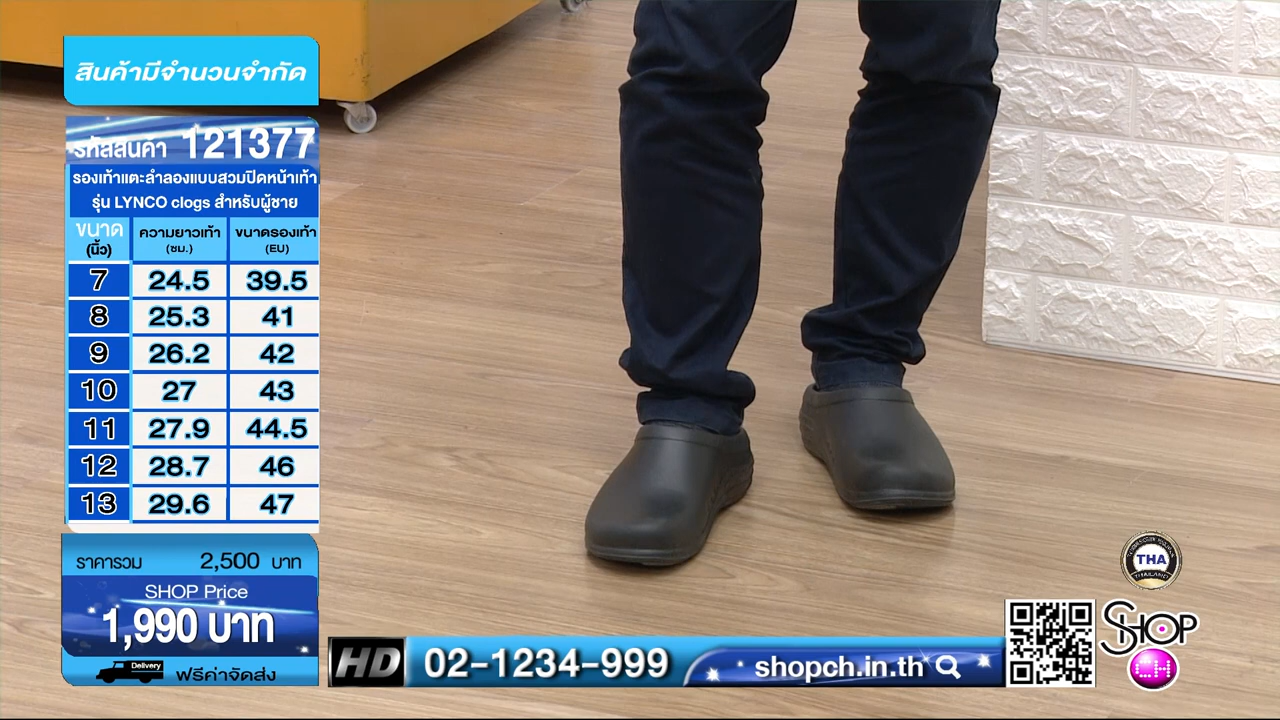 สินค้ามีจำนวนจำกัด
รหัสสินค้า 121377
รองเท้าแตะลำลองแบบสวมปิดหน้าเท้า
รุ่น LYNCO clogs สำหรับผู้ชาย
ขนาด (นิ้ว) ความยาวเท้า (ซม.) ขนาดรองเท้า (EU)
7 24.5 39.5
8 25.3 41
9 26.2 42
10 27 43
11 27.9 44.5
12 28.7 46
13 29.6 47
ราคารวม 2,500 บาท
SHOP Price
1,990 บาท
Delivery ฟรีค่าจัดส่ง
HD 02-1234-999 shopch.in.th
THA
THAILAND
SHOP
CH